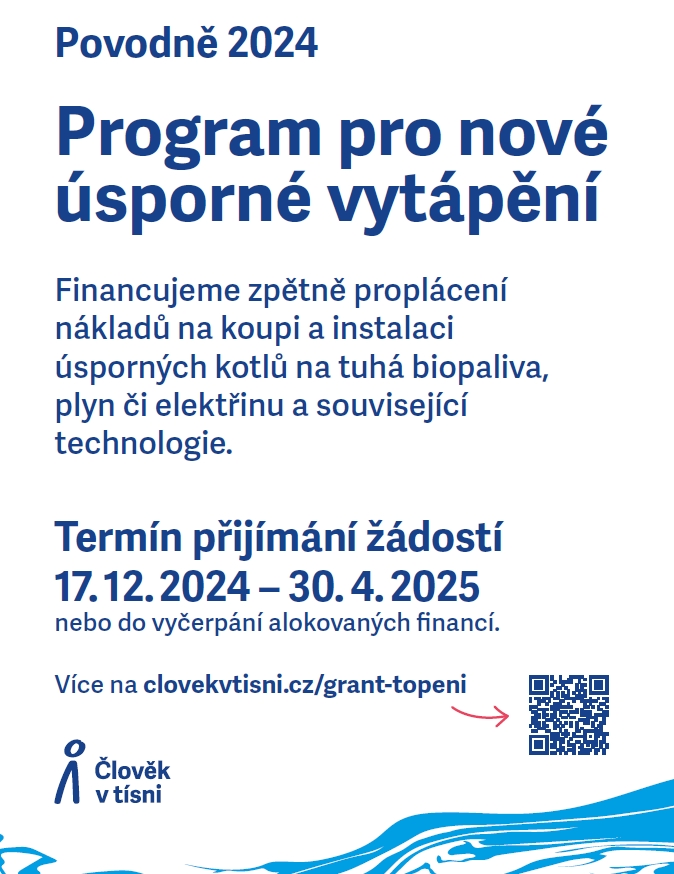 Povodně 2024
Program pro nové
úsporné vytápění
Financujeme zpětně proplácení
nákladů na koupi a instalaci
úsporných kotlů na tuhá biopaliva,
plyn či elektřinu a související
technologie.
Termín přijímání žádostí
17. 12. 2024 – 30. 4. 2025
nebo do vyčerpání alokovaných financí.
Více na clovekvtisni.cz/grant-topeni
Člověk
v tísni